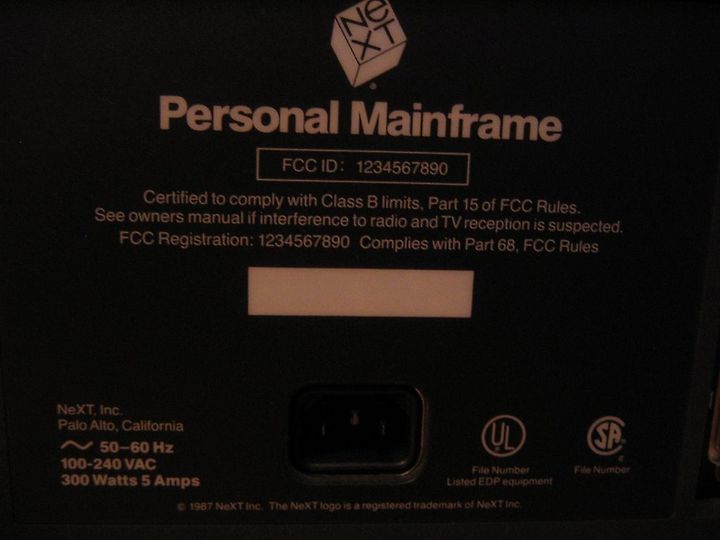 NeXT
Personal Mainframe
FCC ID: 1234567890
Certified to comply with Class B limits, Part 15 of FCC Rules.
See owners manual if interference to radio and TV reception is suspected.
FCC Registration: 1234567890 Complies with Part 68, FCC Rules
NeXT, Inc.
Palo Alto, California
50–60 Hz
100-240 VAC
300 Watts 5 Amps
UL
File Number
Listed EDP equipment
SA
File Number
© 1987 NeXT Inc. The NeXT logo is a registered trademark of NeXT Inc.